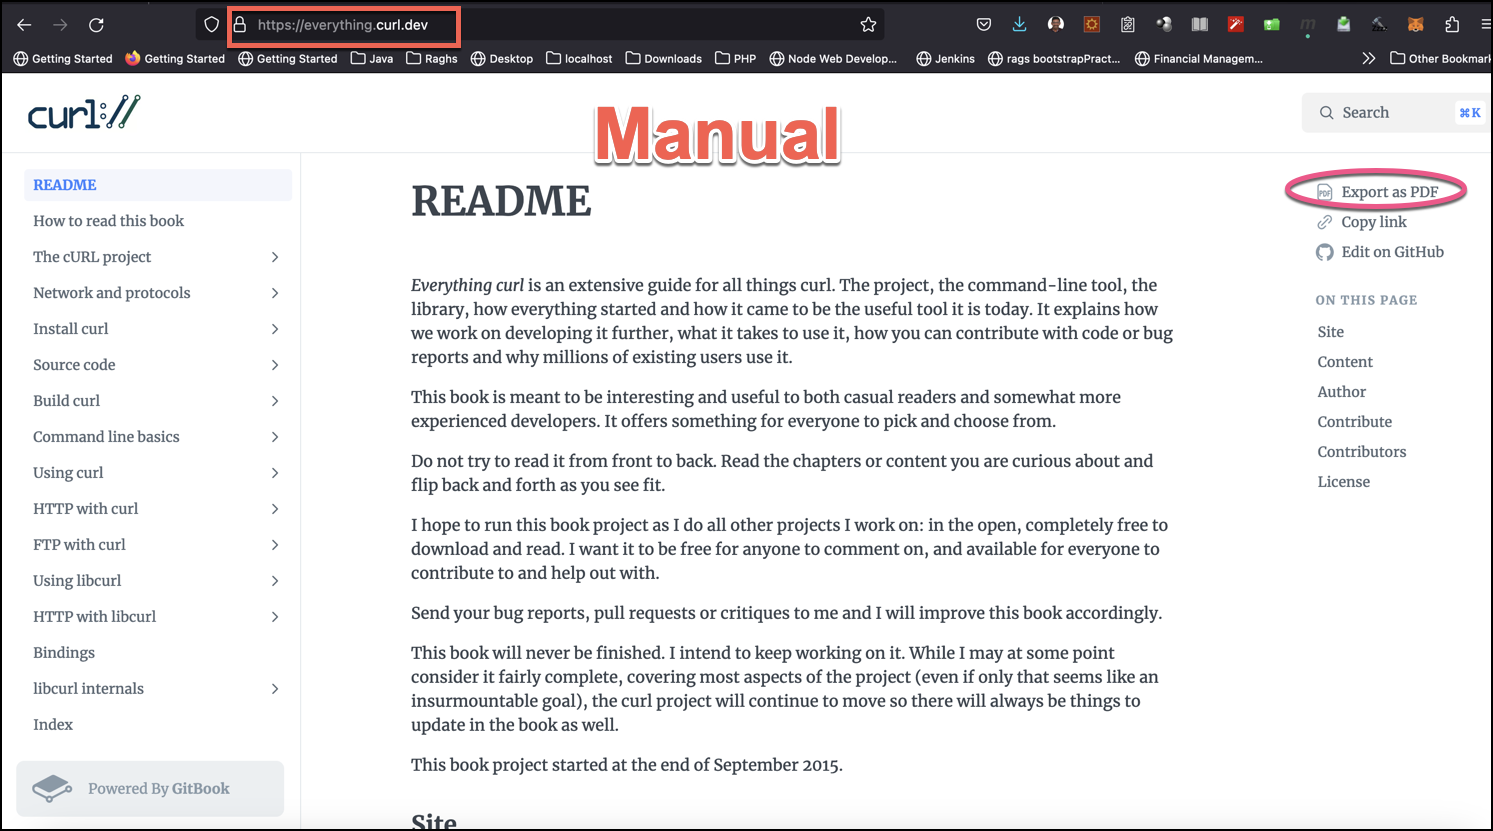 https://everything.curl.dev
Getting Started
Getting Started
Getting Started
Java
Raghs
Desktop
localhost
Downloads
PHP
Node Web Develop...
Jenkins
rags bootstrapPract...
Financial Managem...
Other Bookmark
curl://
Manual
Search
⌘K
README
How to read this book
The cURL project
Network and protocols
Install curl
Source code
Build curl
Command line basics
Using curl
HTTP with curl
FTP with curl
Using libcurl
HTTP with libcurl
Bindings
libcurl internals
Index
Powered By GitBook
README
Everything curl is an extensive guide for all things curl. The project, the command-line tool, the
library, how everything started and how it came to be the useful tool it is today. It explains how
we work on developing it further, what it takes to use it, how you can contribute with code or bug
reports and why millions of existing users use it.
This book is meant to be interesting and useful to both casual readers and somewhat more
experienced developers. It offers something for everyone to pick and choose from.
Do not try to read it from front to back. Read the chapters or content you are curious about and
flip back and forth as you see fit.
I hope to run this book project as I do all other projects I work on: in the open, completely free to
download and read. I want it to be free for anyone to comment on, and available for everyone to
contribute to and help out with.
Send your bug reports, pull requests or critiques to me and I will improve this book accordingly.
This book will never be finished. I intend to keep working on it. While I may at some point
consider it fairly complete, covering most aspects of the project (even if only that seems like an
insurmountable goal), the curl project will continue to move so there will always be things to
update in the book as well.
This book project started at the end of September 2015.
Site
PDF
Export as PDF
Copy link
Edit on GitHub
ON THIS PAGE
Site
Content
Author
Contribute
Contributors
License